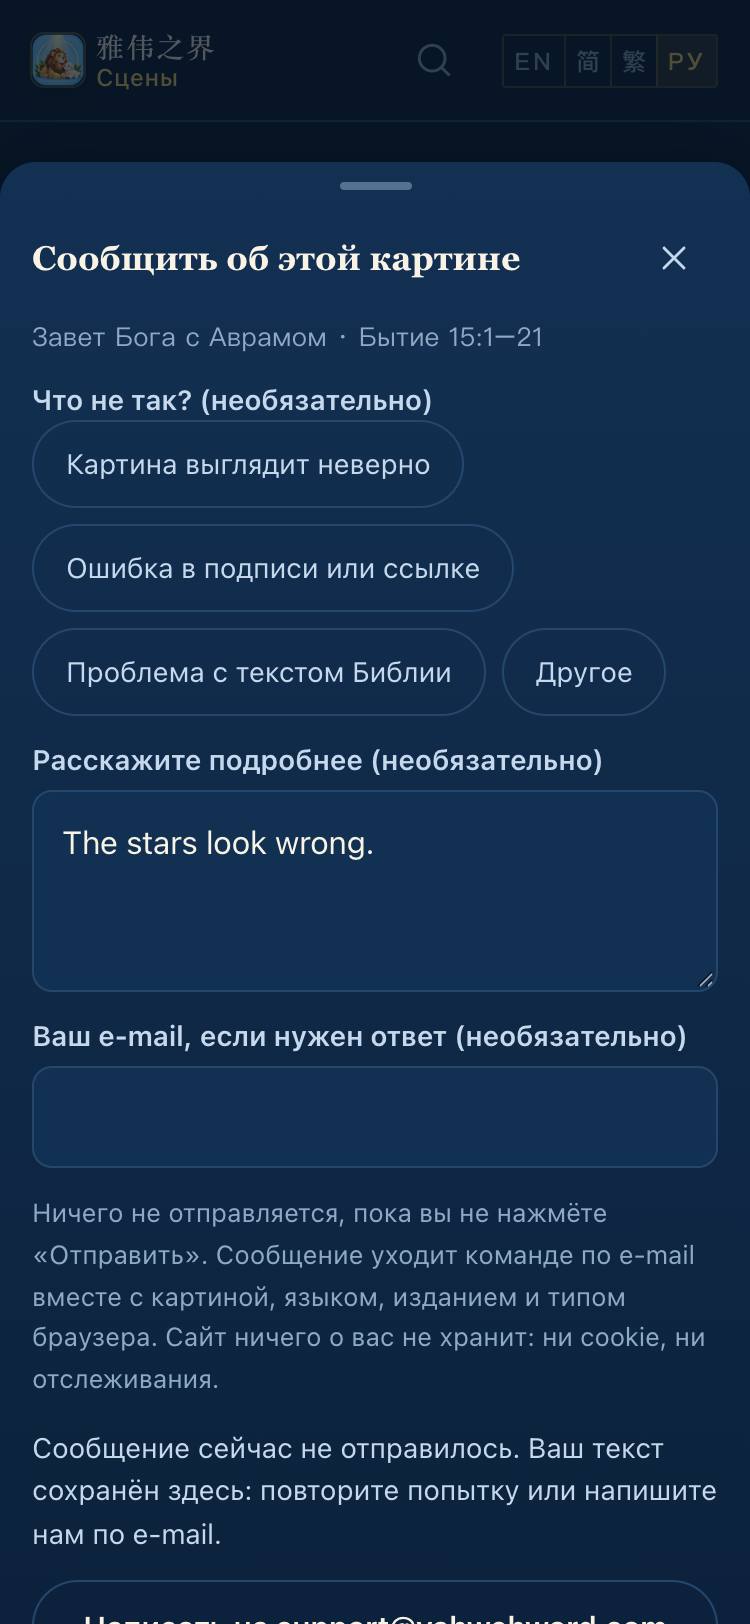 雅伟之界
Сцены
EN 简 繁 РУ
Сообщить об этой картине
Завет Бога с Аврамом · Бытие 15:1–21
Что не так? (необязательно)
Картина выглядит неверно
Ошибка в подписи или ссылке
Проблема с текстом Библии
Другое
Расскажите подробнее (необязательно)
The stars look wrong.
Ваш e-mail, если нужен ответ (необязательно)
Ничего не отправляется, пока вы не нажмёте
«Отправить». Сообщение уходит команде по e-mail
вместе с картиной, языком, изданием и типом
браузера. Сайт ничего о вас не хранит: ни cookie, ни
отслеживания.
Сообщение сейчас не отправилось. Ваш текст
сохранён здесь: повторите попытку или напишите
нам по e-mail.